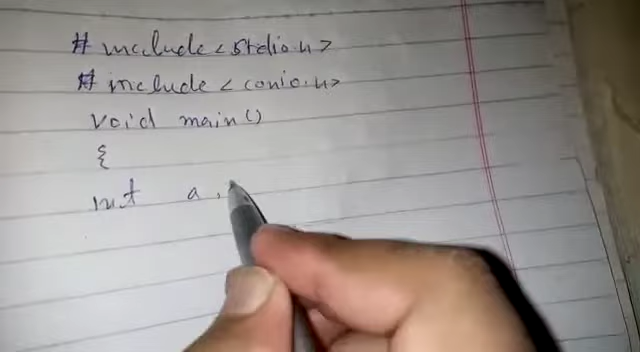 # include <stdio.h>
# include <conio.h>
void main()
{
int a,